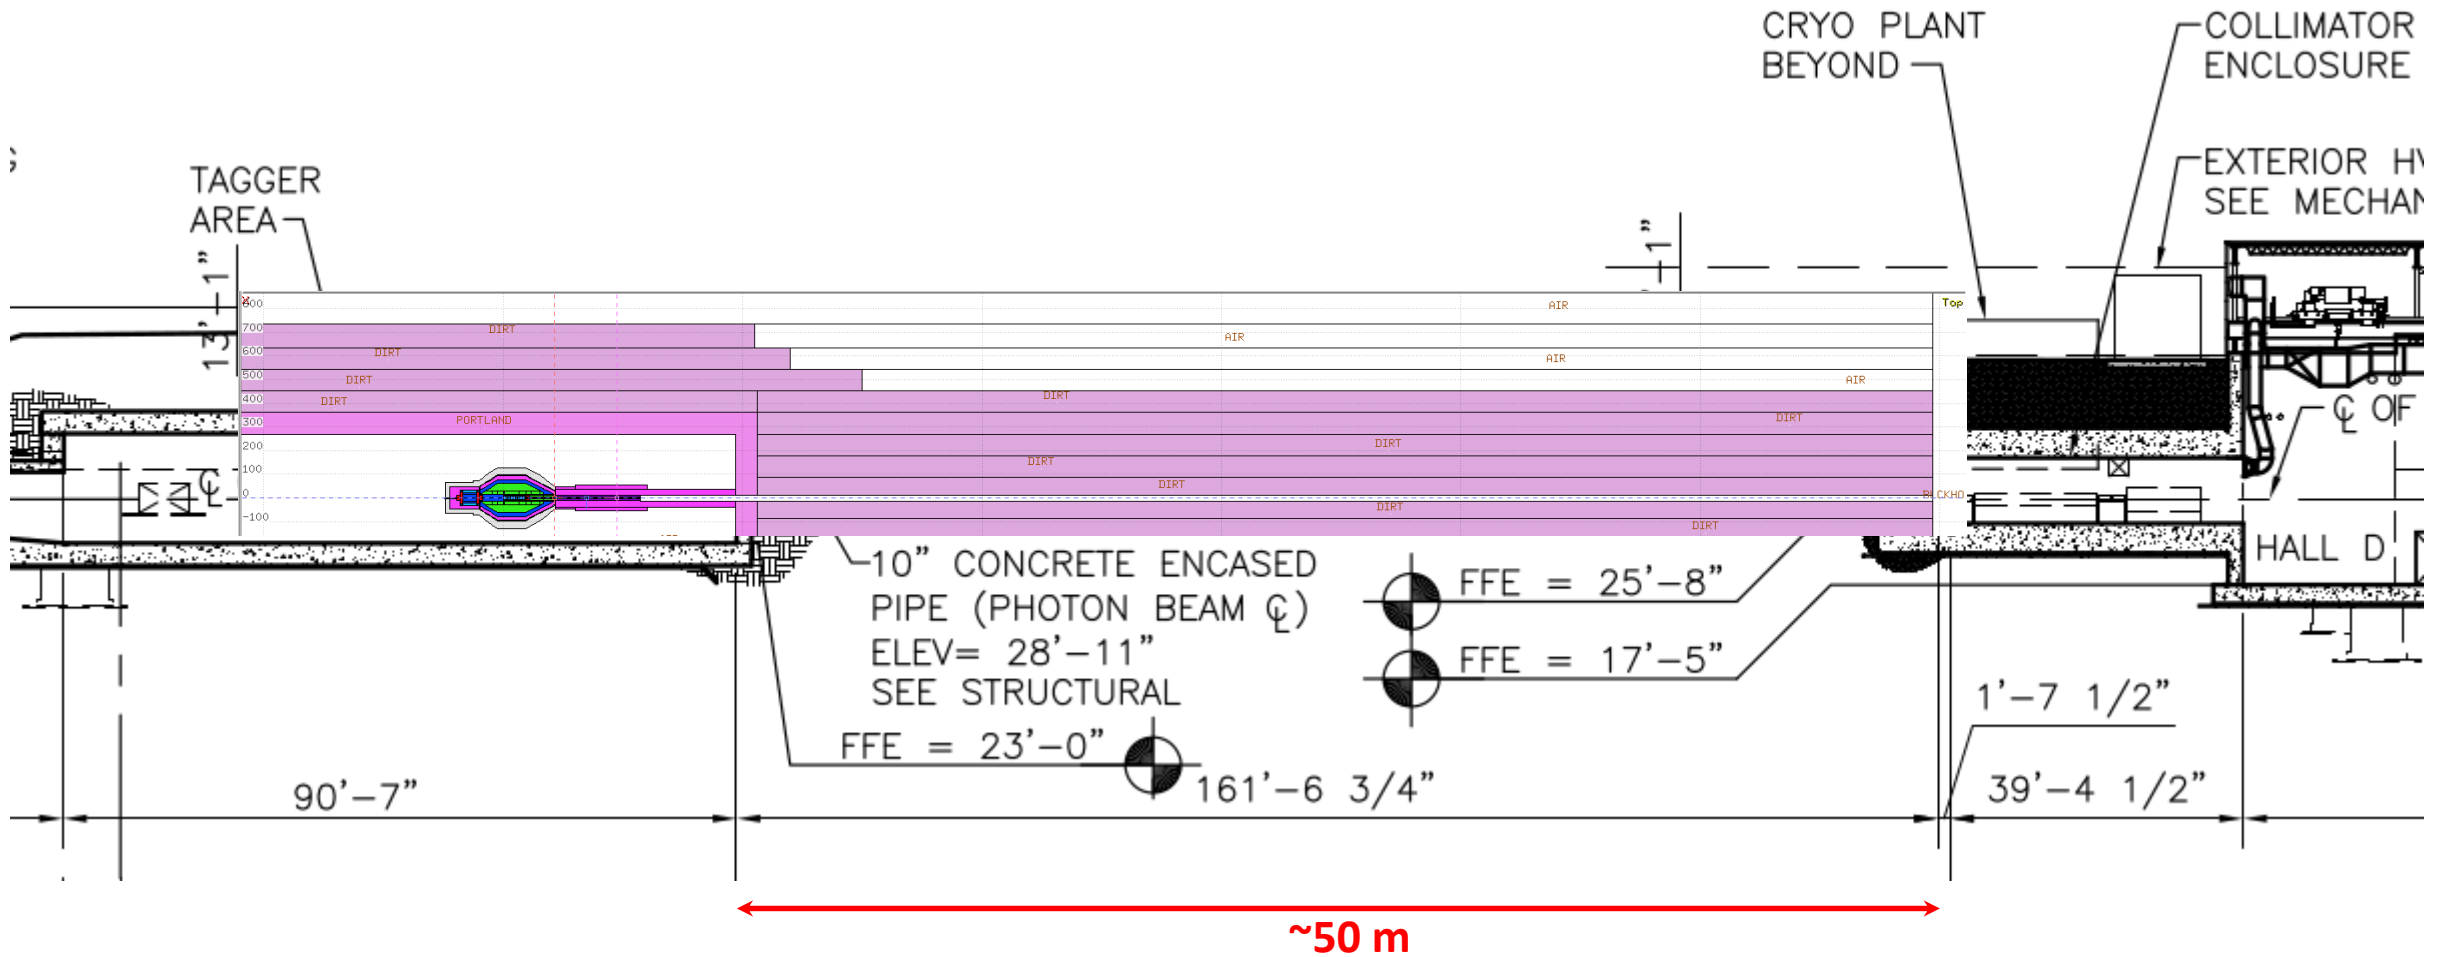 CRYO PLANT
BEYOND
COLLIMATOR
ENCLOSURE
EXTERIOR HV
SEE MECHAN
TAGGER
AREA
13'-1"
1"
800
700
600
500
400
300
200
100
0
-100
Top
AIR
DIRT
AIR
DIRT
AIR
DIRT
AIR
DIRT
DIRT
PORTLAND
DIRT
DIRT
DIRT
DIRT
BLCKHO
DIRT
DIRT
℄
℄ OF
HALL D
10" CONCRETE ENCASED
PIPE (PHOTON BEAM ℄)
ELEV= 28'-11"
SEE STRUCTURAL
FFE = 25'-8"
FFE = 17'-5"
FFE = 23'-0"
1'-7 1/2"
90'-7"
161'-6 3/4"
39'-4 1/2"
~50 m